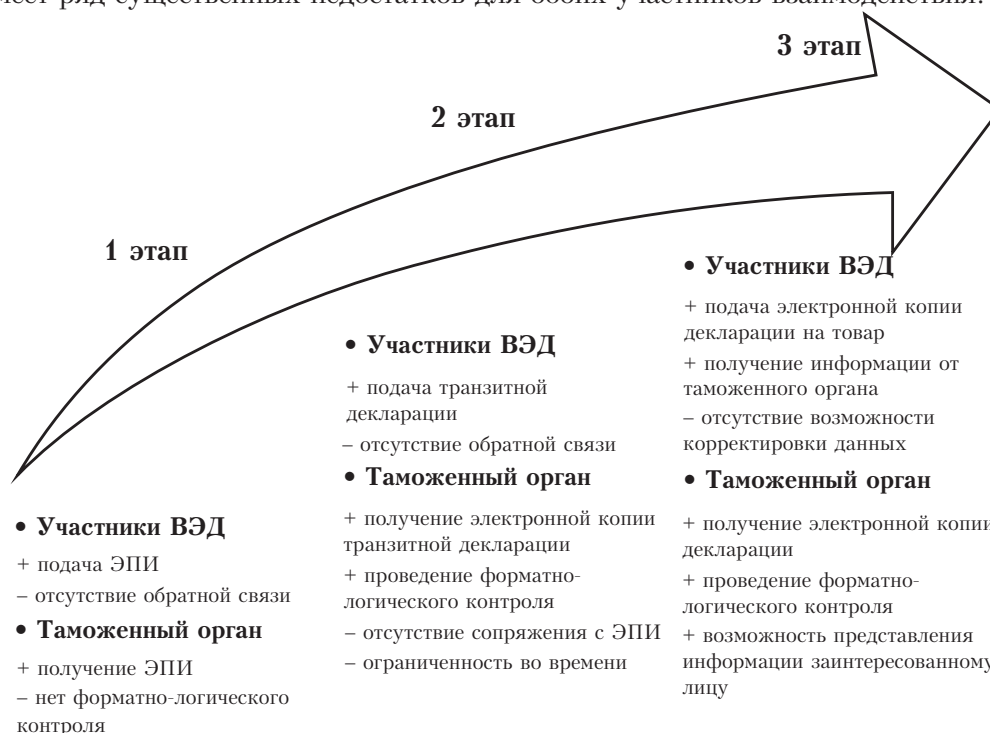 меет ряд существенных недостатков для обоих участников взаимодействия.
3 этап
2 этап
1 этап
• Участники ВЭД
+ подача ЭПИ
– отсутствие обратной связи
• Таможенный орган
+ получение ЭПИ
– нет форматно-логического
контроля
• Участники ВЭД
+ подача транзитной
декларации
– отсутствие обратной связи
• Таможенный орган
+ получение электронной копии
транзитной декларации
+ проведение форматно-
логического контроля
– отсутствие сопряжения с ЭПИ
– ограниченность во времени
• Участники ВЭД
+ подача электронной копии
декларации на товар
+ получение информации от
таможенного органа
– отсутствие возможности
корректировки данных
• Таможенный орган
+ получение электронной копии
декларации
+ проведение форматно-
логического контроля
+ возможность представления
информации заинтересованному
лицу